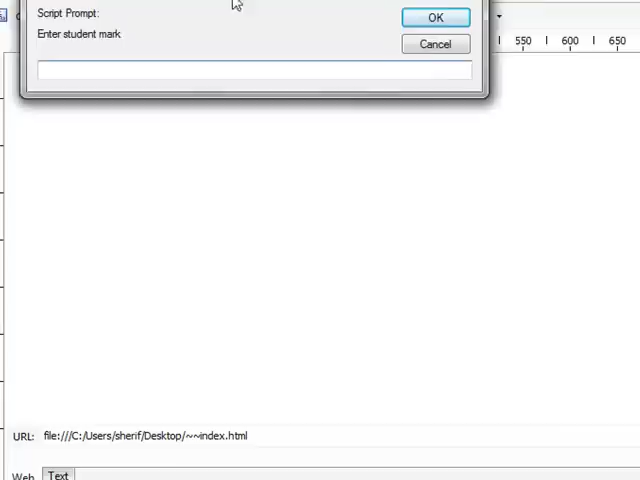 Script Prompt:
OK
Enter student mark
Cancel
550
600
650
URL: file:///C:/Users/sherif/Desktop/~~index.html
Web Text